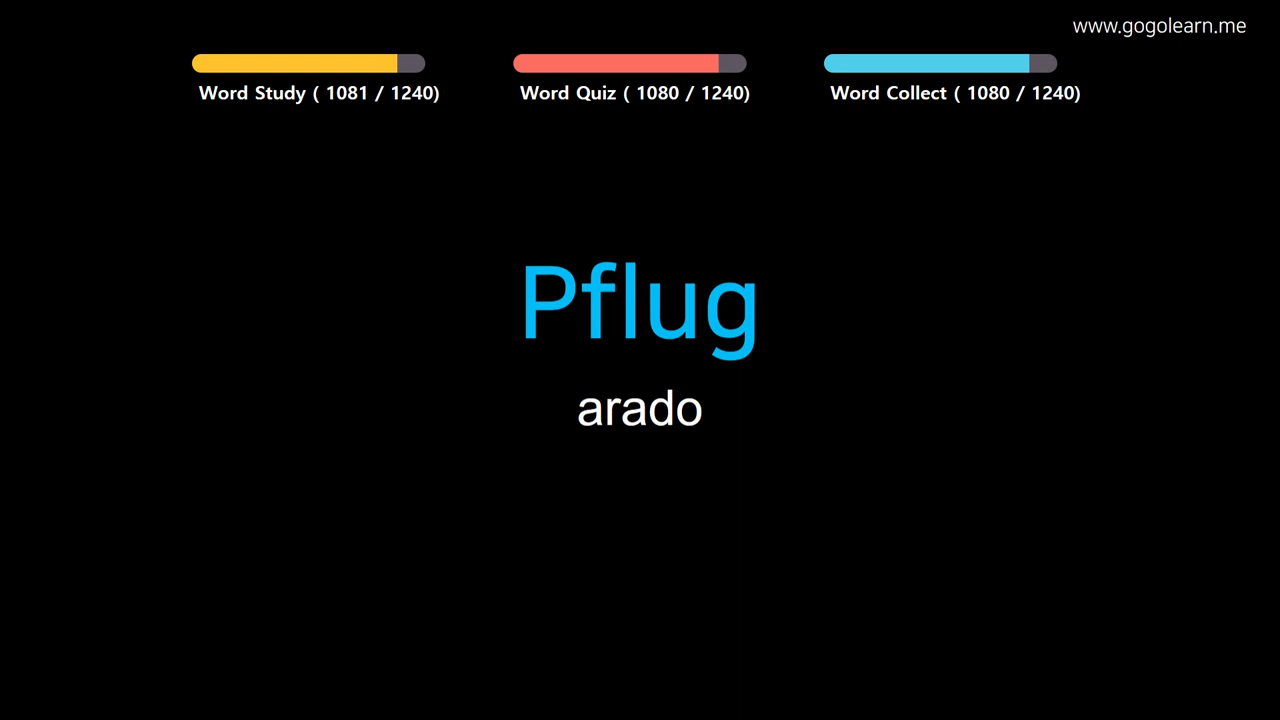 www.gogolearn.me
Word Study ( 1081 / 1240)
Word Quiz ( 1080 / 1240)
Word Collect ( 1080 / 1240)
Pflug
arado